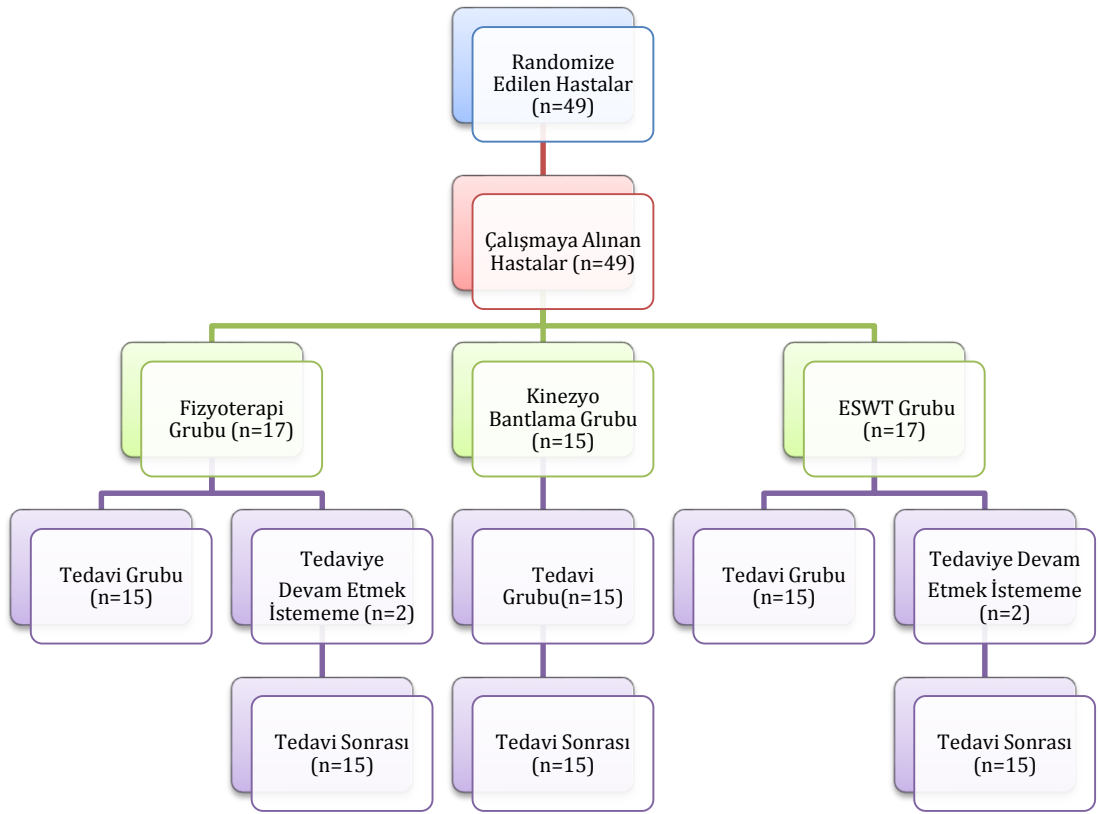 Randomize
Edilen Hastalar
(n=49)
Çalışmaya Alınan
Hastalar (n=49)
Fizyoterapi
Grubu (n=17)
Kinezyo
Bantlama Grubu
(n=15)
ESWT Grubu
(n=17)
Tedavi Grubu
(n=15)
Tedaviye
Devam Etmek
İstememe (n=2)
Tedavi
Grubu(n=15)
Tedavi Grubu
(n=15)
Tedaviye Devam
Etmek İstememe
(n=2)
Tedavi Sonrası
(n=15)
Tedavi Sonrası
(n=15)
Tedavi Sonrası
(n=15)